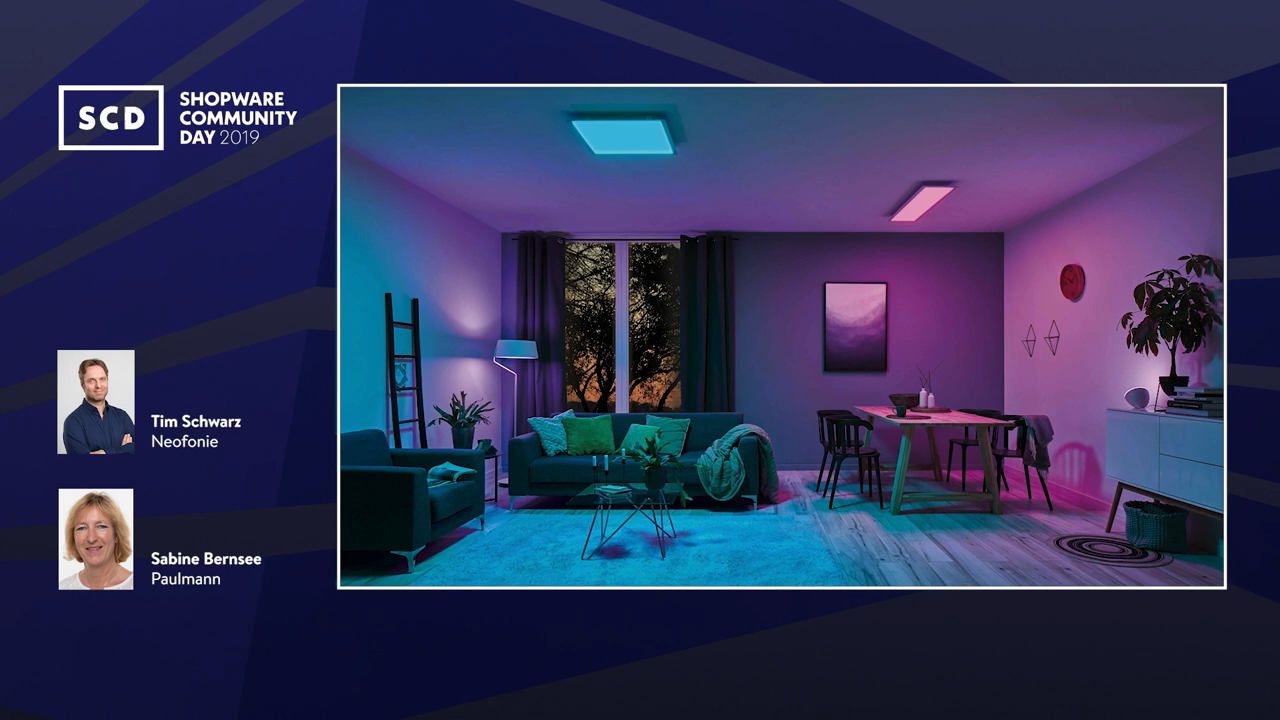 SCD
SHOPWARE
COMMUNITY
DAY 2019
Tim Schwarz
Neofonie
Sabine Bernsee
Paulmann